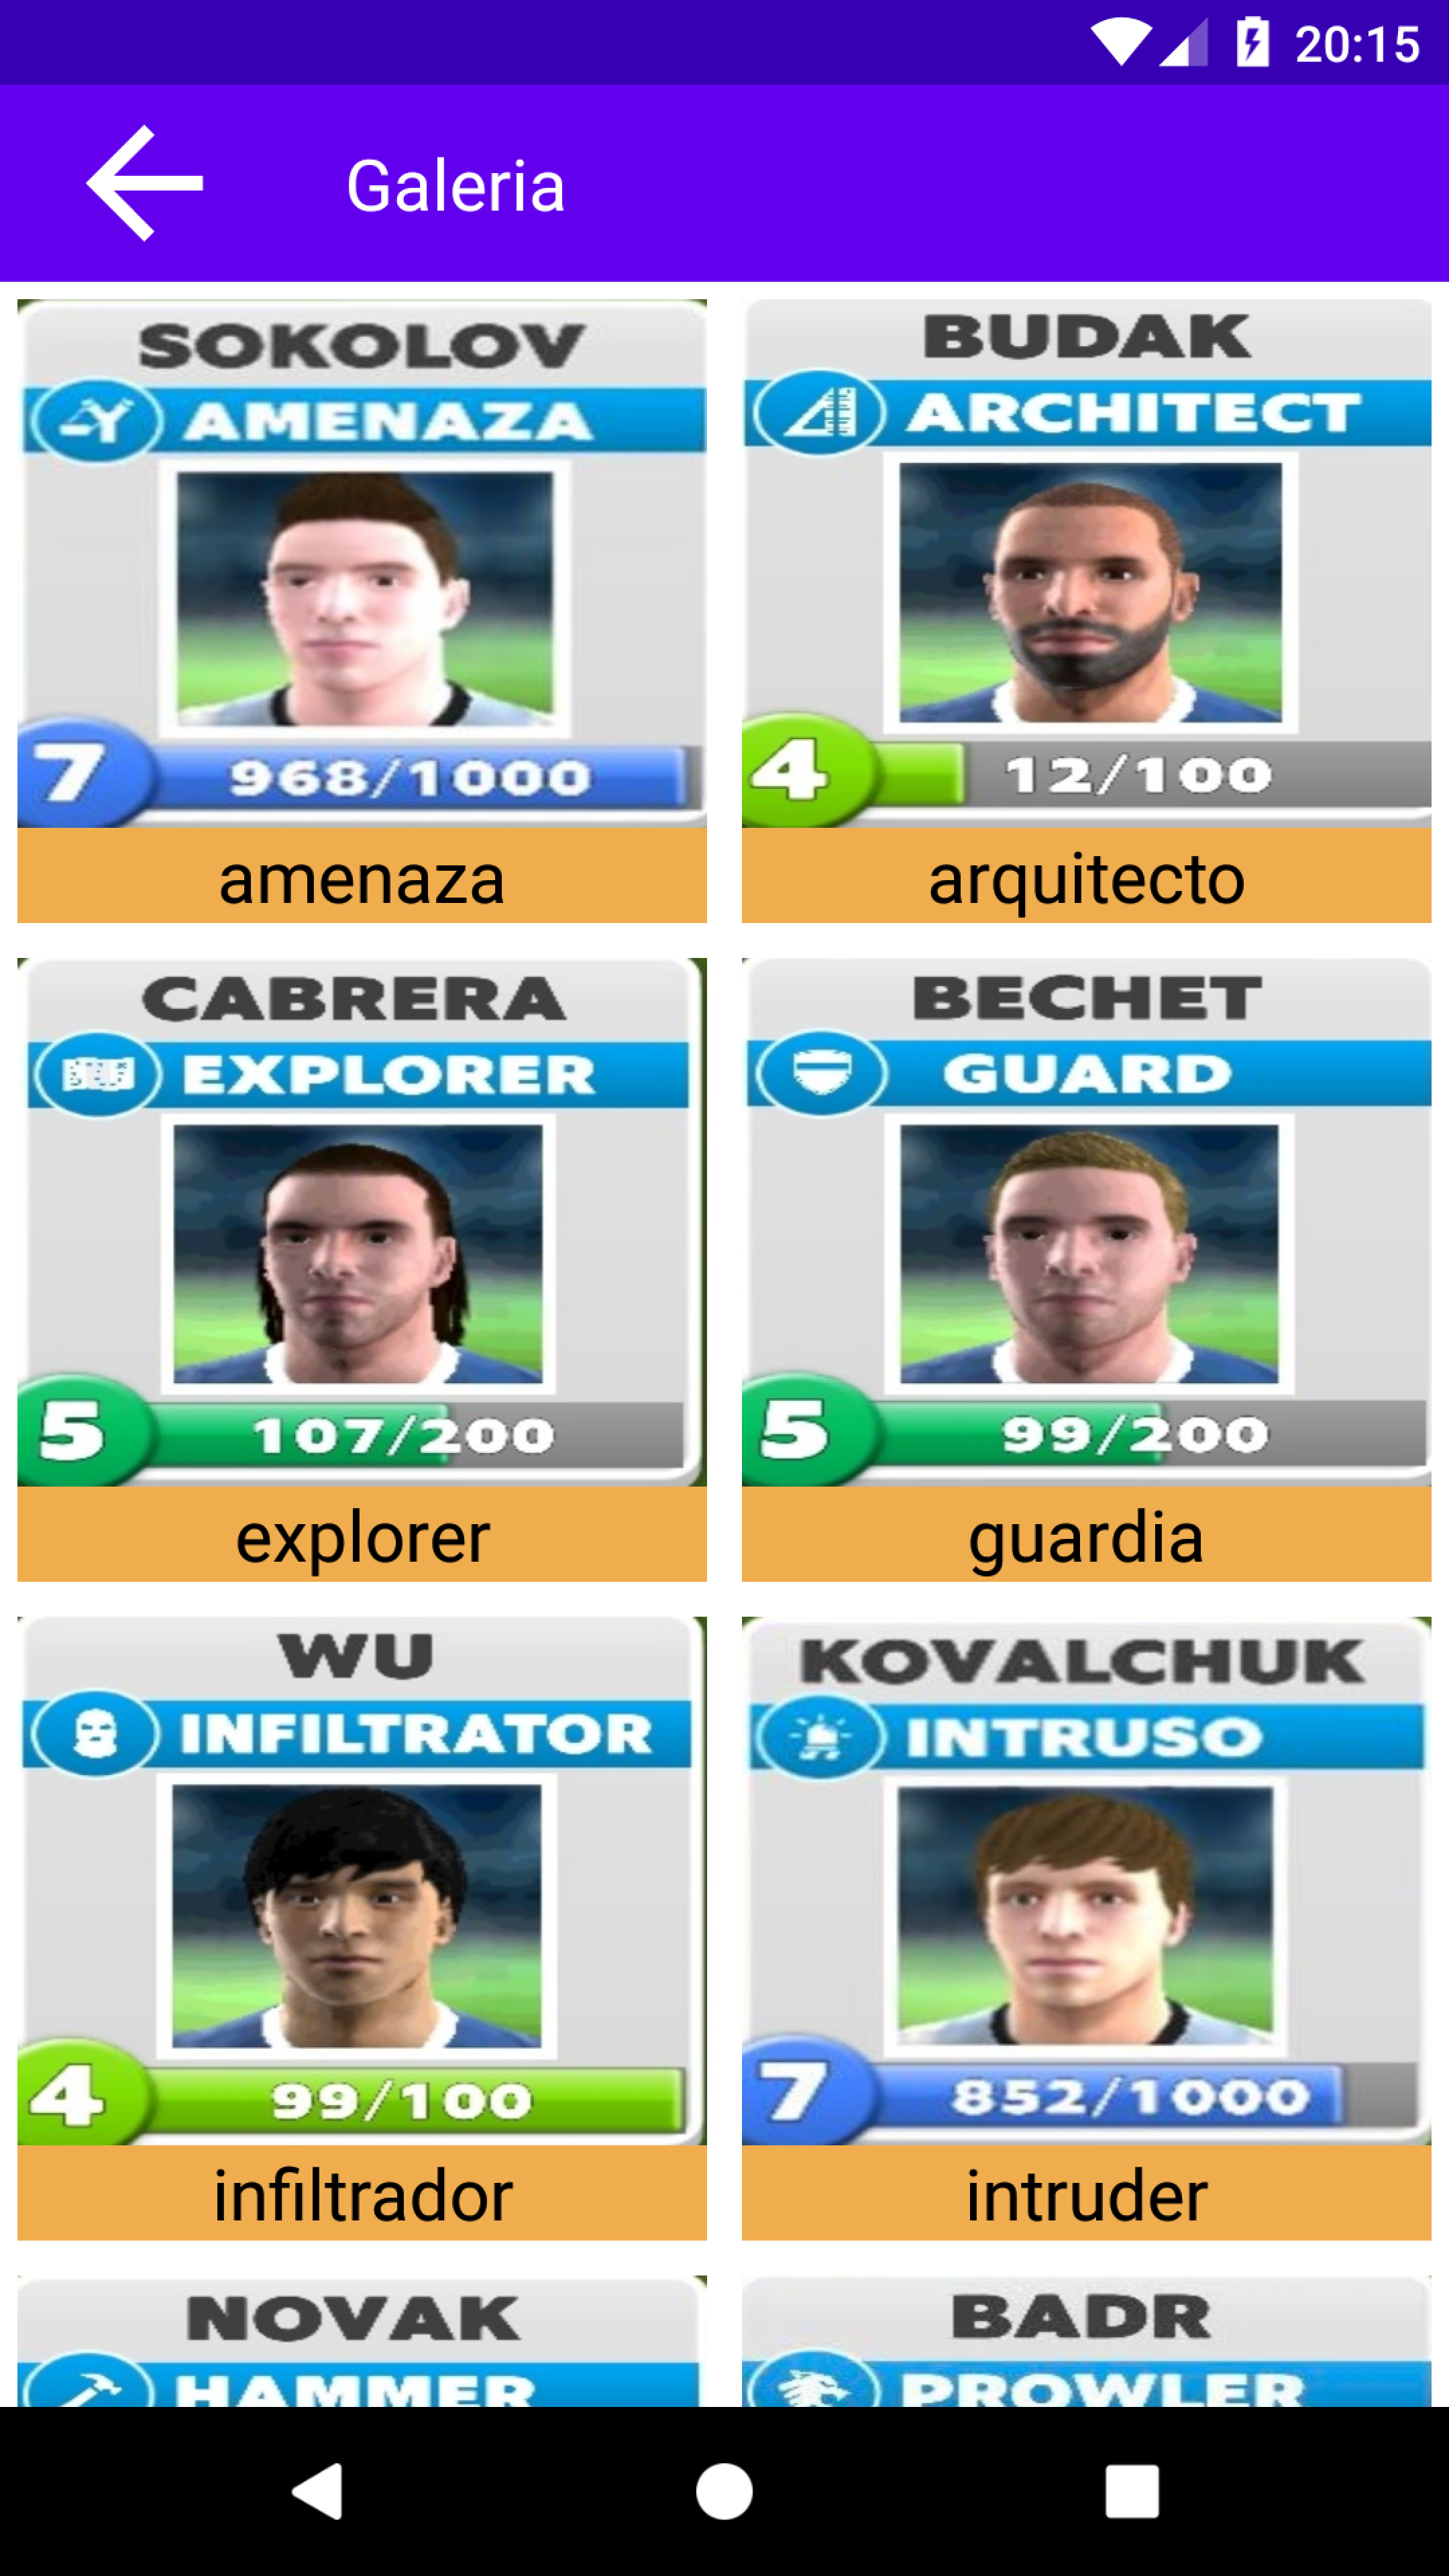 20:15
Galeria
SOKOLOV
AMENAZA
7 968/1000
amenaza
BUDAK
ARCHITECT
4 12/100
arquitecto
CABRERA
EXPLORER
5 107/200
explorer
BECHET
GUARD
5 99/200
guardia
WU
INFILTRATOR
4 99/100
infiltrador
KOVALCHUK
INTRUSO
7 852/1000
intruder
NOVAK
HAMMER
BADR
PROWLER